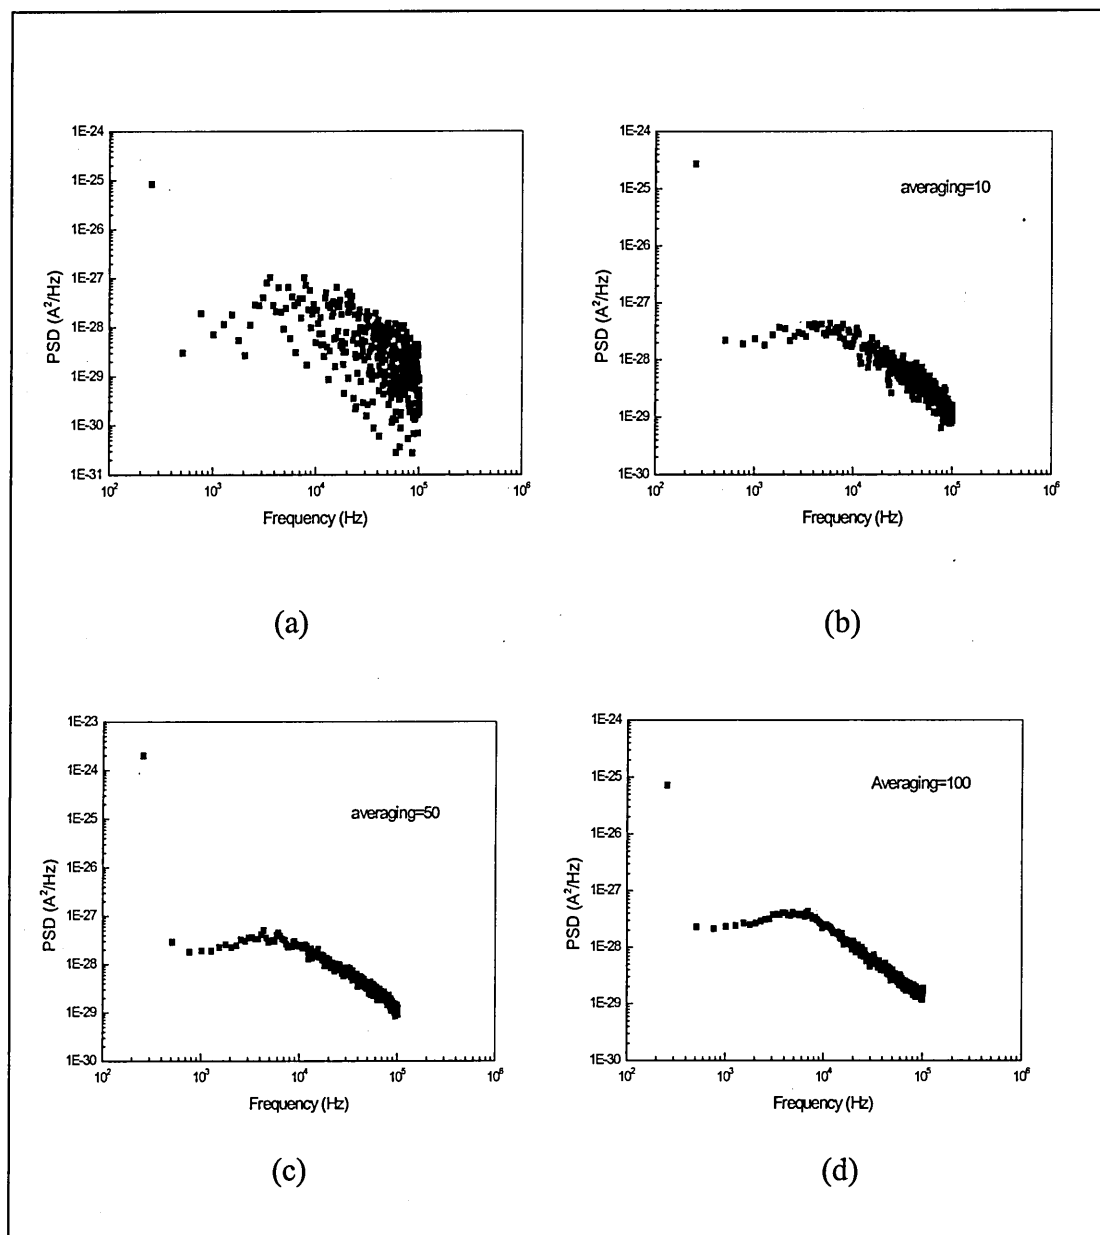 1E-24
1E-25
1E-26
1E-27
1E-28
1E-29
1E-30
1E-31
PSD (A²/Hz)
10² 10³ 10⁴ 10⁵ 10⁶
Frequency (Hz)
(a)
1E-24
1E-25
1E-26
1E-27
1E-28
1E-29
1E-30
PSD (A²/Hz)
averaging=10
10² 10³ 10⁴ 10⁵ 10⁶
Frequency (Hz)
(b)
1E-23
1E-24
1E-25
1E-26
1E-27
1E-28
1E-29
1E-30
PSD (A²/Hz)
averaging=50
10² 10³ 10⁴ 10⁵ 10⁶
Frequency (Hz)
(c)
1E-24
1E-25
1E-26
1E-27
1E-28
1E-29
1E-30
PSD (A²/Hz)
Averaging=100
10² 10³ 10⁴ 10⁵ 10⁶
Frequency (Hz)
(d)